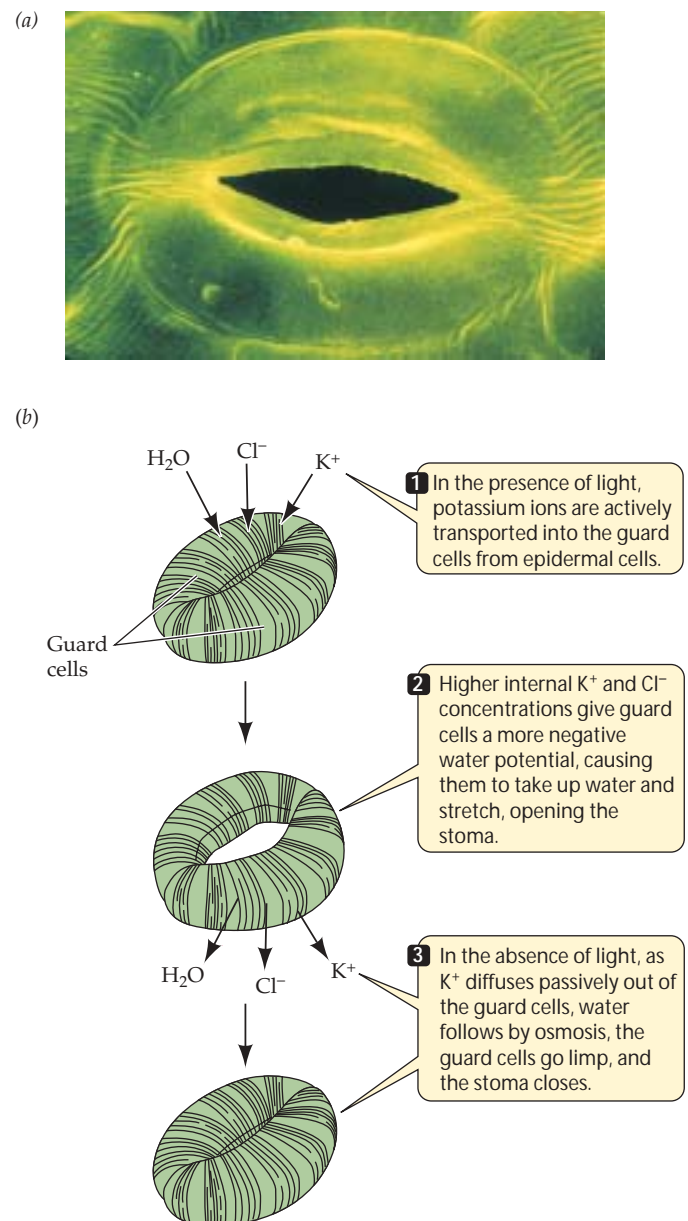 (a)
(b)
H₂O
Cl⁻
K⁺
1 In the presence of light,
potassium ions are actively
transported into the guard
cells from epidermal cells.
Guard
cells
2 Higher internal K⁺ and Cl⁻
concentrations give guard
cells a more negative
water potential, causing
them to take up water and
stretch, opening the
stoma.
H₂O
Cl⁻
K⁺
3 In the absence of light, as
K⁺ diffuses passively out of
the guard cells, water
follows by osmosis, the
guard cells go limp, and
the stoma closes.